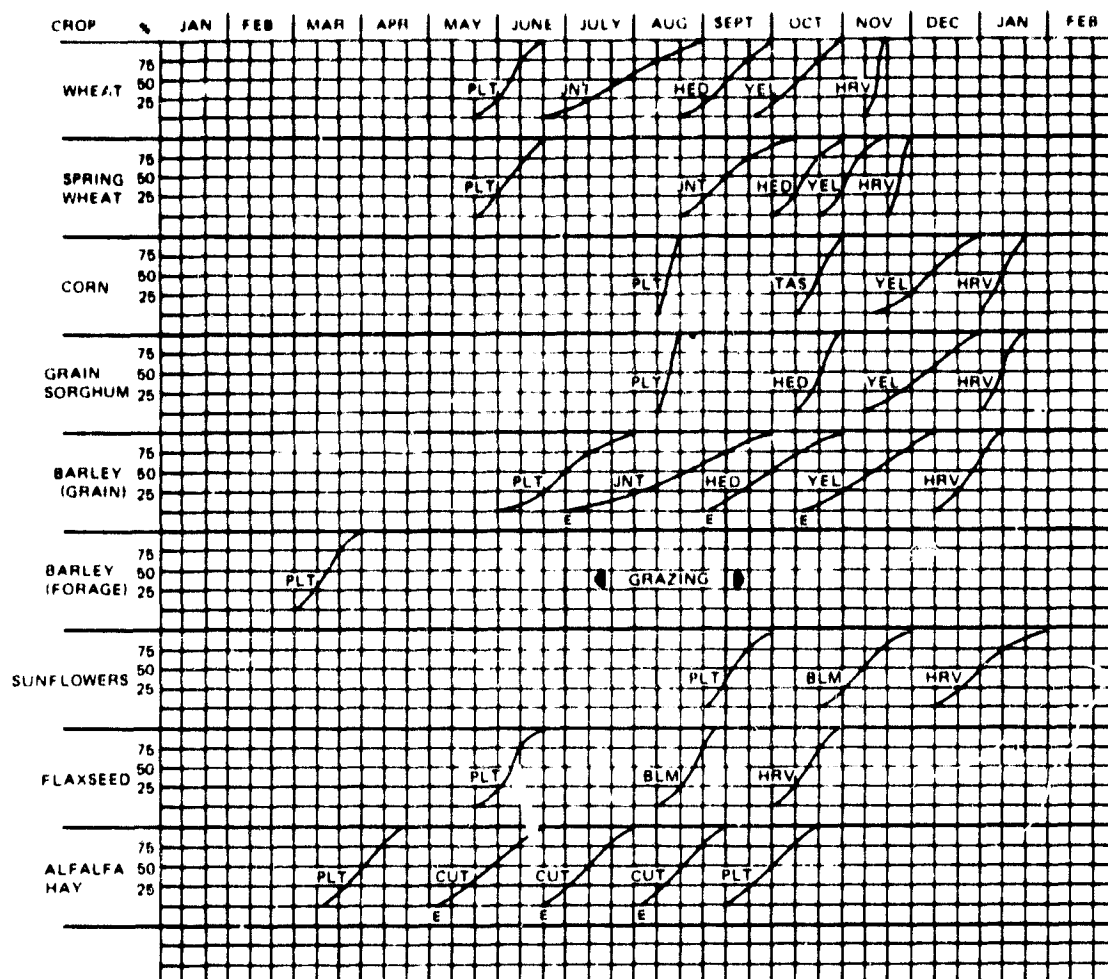 CROP % JAN FEB MAR APR MAY JUNE JULY AUG SEPT OCT NOV DEC JAN FEB
75
50
25
WHEAT
PLT JNT HED YEL HRV
75
50
25
SPRING
WHEAT
PLT JNT HED YEL HRV
75
50
25
CORN
PLT TAS YEL HRV
75
50
25
GRAIN
SORGHUM
PLT HED YEL HRV
75
50
25
BARLEY
(GRAIN)
PLT JNT HED YEL HRV
E E E
75
50
25
BARLEY
(FORAGE)
PLT GRAZING
75
50
25
SUNFLOWERS
PLT BLM HRV
75
50
25
FLAXSEED
PLT BLM HRV
75
50
25
ALFALFA
HAY
PLT CUT CUT CUT PLT
E E E